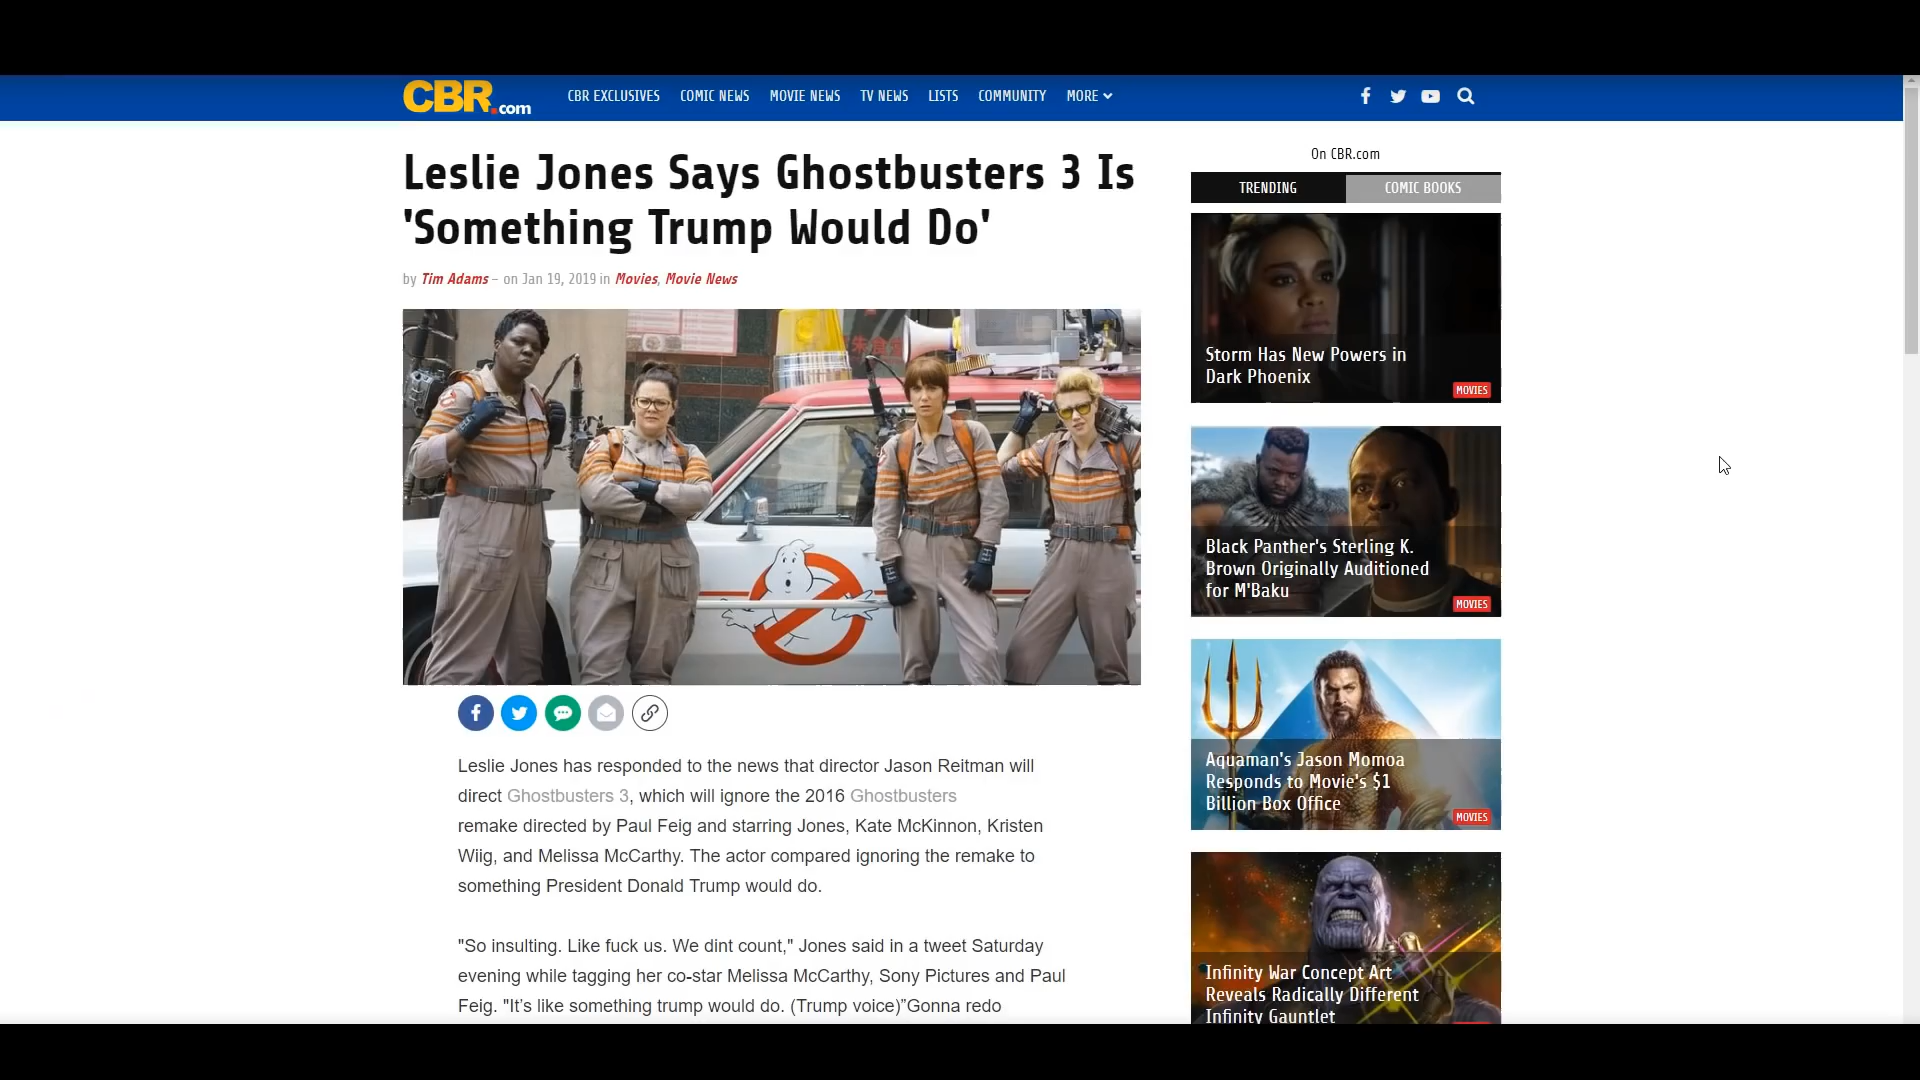 CBR.com
CBR EXCLUSIVES COMIC NEWS MOVIE NEWS TV NEWS LISTS COMMUNITY MORE
Leslie Jones Says Ghostbusters 3 Is
'Something Trump Would Do'
by Tim Adams – on Jan 19, 2019 in Movies, Movie News
Leslie Jones has responded to the news that director Jason Reitman will
direct Ghostbusters 3, which will ignore the 2016 Ghostbusters
remake directed by Paul Feig and starring Jones, Kate McKinnon, Kristen
Wiig, and Melissa McCarthy. The actor compared ignoring the remake to
something President Donald Trump would do.
"So insulting. Like fuck us. We dint count," Jones said in a tweet Saturday
evening while tagging her co-star Melissa McCarthy, Sony Pictures and Paul
Feig. "It’s like something trump would do. (Trump voice)”Gonna redo
On CBR.com
TRENDING COMIC BOOKS
Storm Has New Powers in
Dark Phoenix
MOVIES
Black Panther's Sterling K.
Brown Originally Auditioned
for M'Baku
MOVIES
Aquaman's Jason Momoa
Responds to Movie's $1
Billion Box Office
MOVIES
Infinity War Concept Art
Reveals Radically Different
Infinity Gauntlet